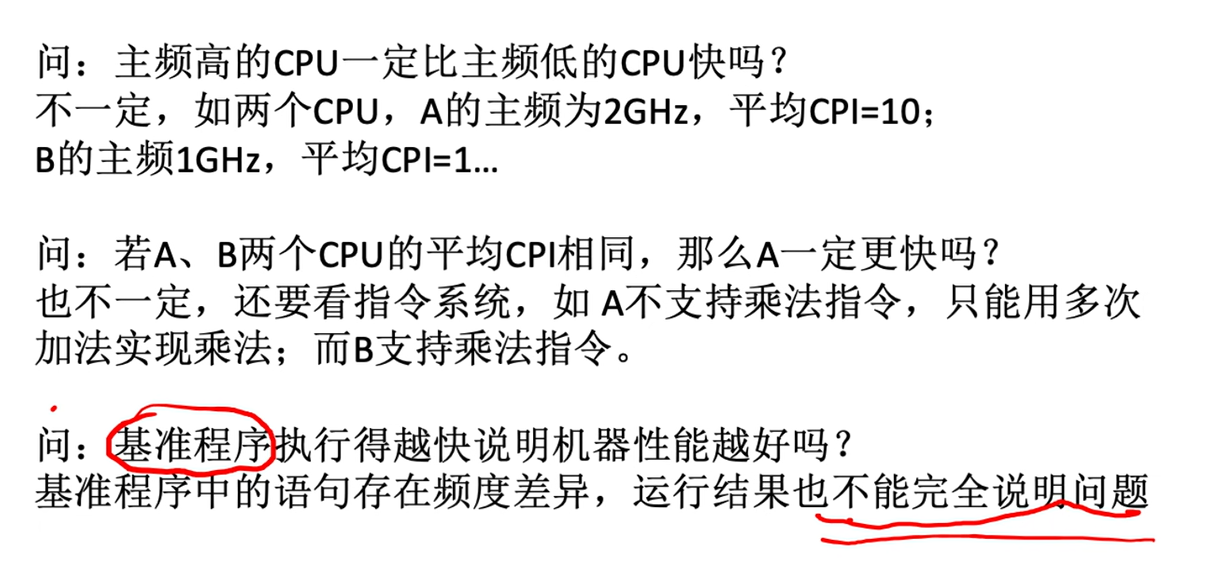 问：主频高的CPU一定比主频低的CPU快吗？
不一定，如两个CPU，A的主频为2GHz，平均CPI=10；
B的主频1GHz，平均CPI=1...
问：若A、B两个CPU的平均CPI相同，那么A一定更快吗？
也不一定，还要看指令系统，如 A不支持乘法指令，只能用多次
加法实现乘法；而B支持乘法指令。
问：基准程序执行得越快说明机器性能越好吗？
基准程序中的语句存在频度差异，运行结果也不能完全说明问题